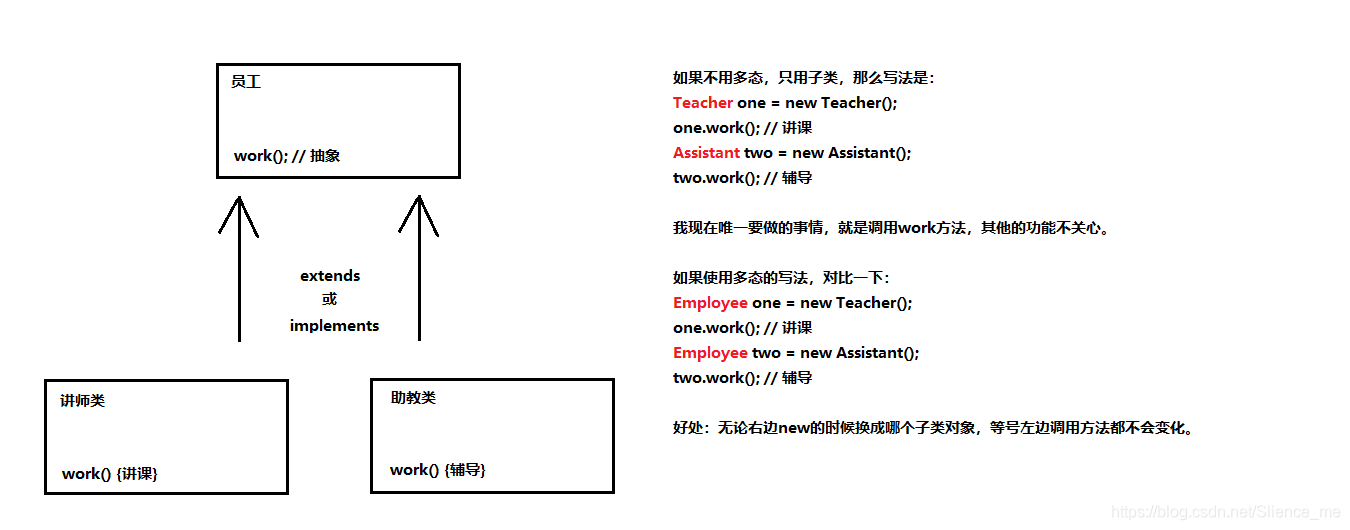 员工
work(); // 抽象
extends
或
implements
讲师类
work() {讲课}
助教类
work() {辅导}
如果不用多态，只用子类，那么写法是：
Teacher one = new Teacher();
one.work(); // 讲课
Assistant two = new Assistant();
two.work(); // 辅导
我现在唯一要做的事情，就是调用work方法，其他的功能不关心。
如果使用多态的写法，对比一下：
Employee one = new Teacher();
one.work(); // 讲课
Employee two = new Assistant();
two.work(); // 辅导
好处：无论右边new的时候换成哪个子类对象，等号左边调用方法都不会变化。
https://blog.csdn.net/Slience_me